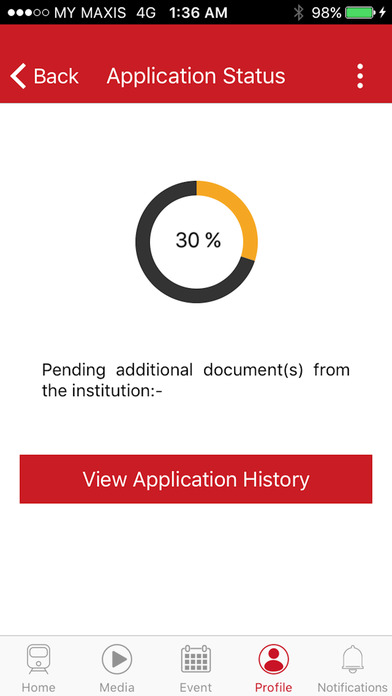 MY MAXIS 4G 1:36 AM 98%
Back Application Status
30 %
Pending additional document(s) from
the institution:-
View Application History
Home Media Event Profile Notifications